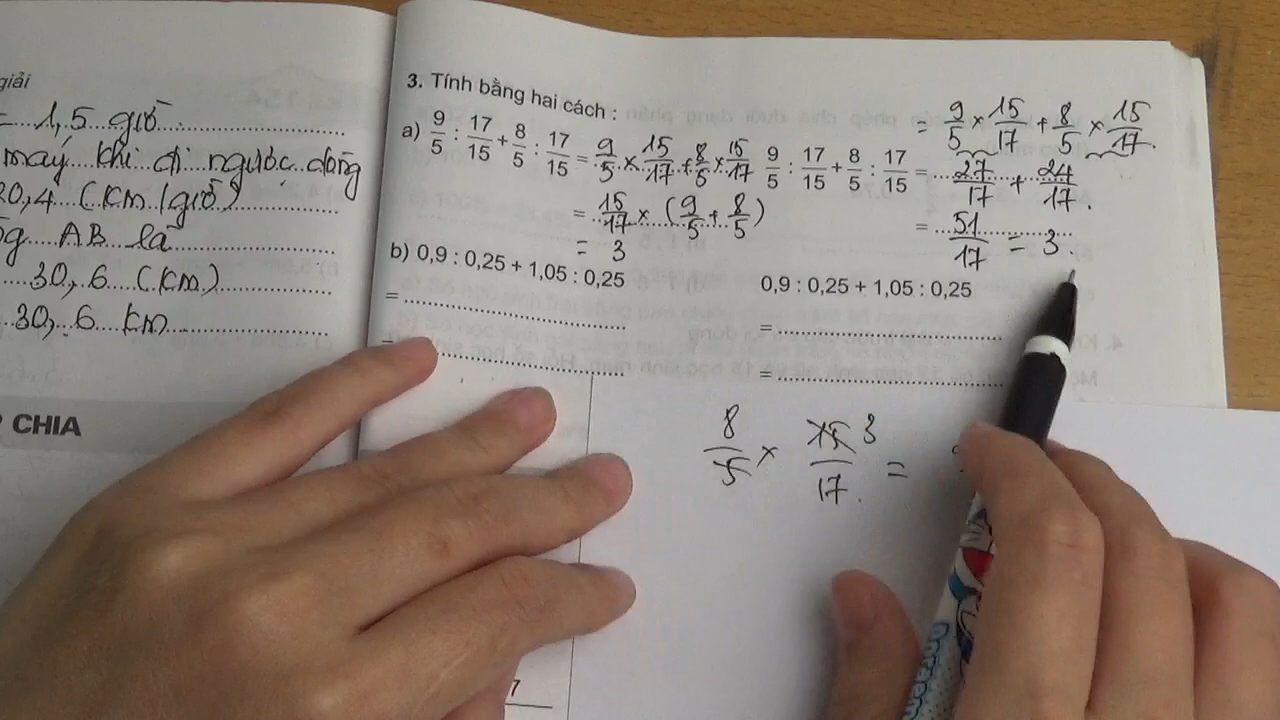 giải
= 1,5 giờ
máy khi đi ngược dòng
20,4 (km/giờ)
AB là
30,6 (km)
30,6 km
CHIA
3. Tính bằng hai cách :
a) 9/5 : 17/15 + 8/5 : 17/15 = 9/5 × 15/17 + 8/5 × 15/17
= 15/17 × (9/5 + 8/5)
= 3
9/5 : 17/15 + 8/5 : 17/15 =
= 9/5 × 15/17 + 8/5 × 15/17.
27/17 + 24/17.
= 51/17 = 3.
b) 0,9 : 0,25 + 1,05 : 0,25
=
=
0,9 : 0,25 + 1,05 : 0,25
=
=
8/5 × 15/17 3 =
7